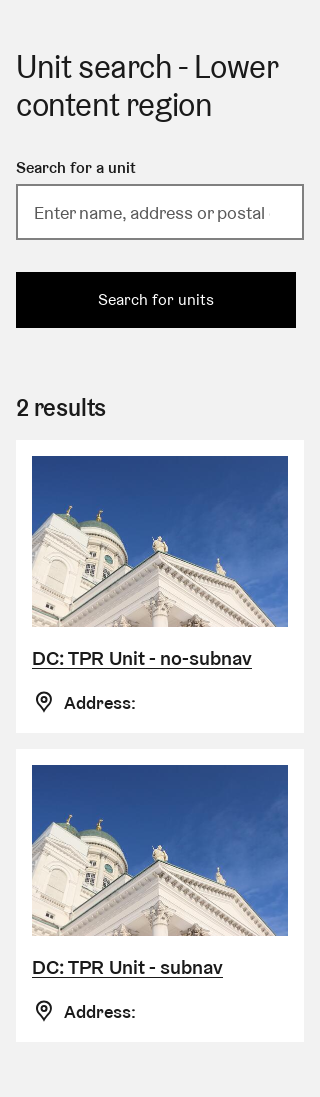 Unit search - Lower
content region
Search for a unit
Enter name, address or postal
Search for units
2 results
DC: TPR Unit - no-subnav
Address:
DC: TPR Unit - subnav
Address: